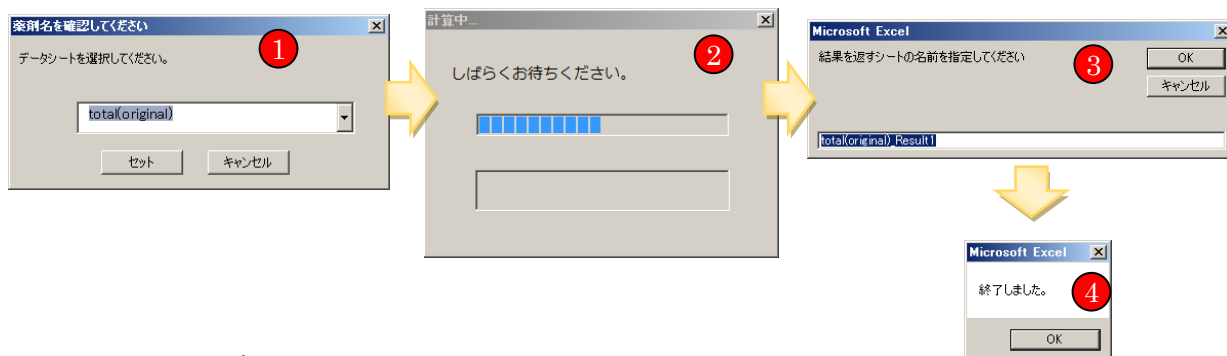 薬剤名を確認してください
1
データシートを選択してください。
total(original)
セット
キャンセル
計算中...
2
しばらくお待ちください。
Microsoft Excel
結果を返すシートの名前を指定してください
3
OK
キャンセル
total(original)_Result1
Microsoft Excel
終了しました。
4
OK